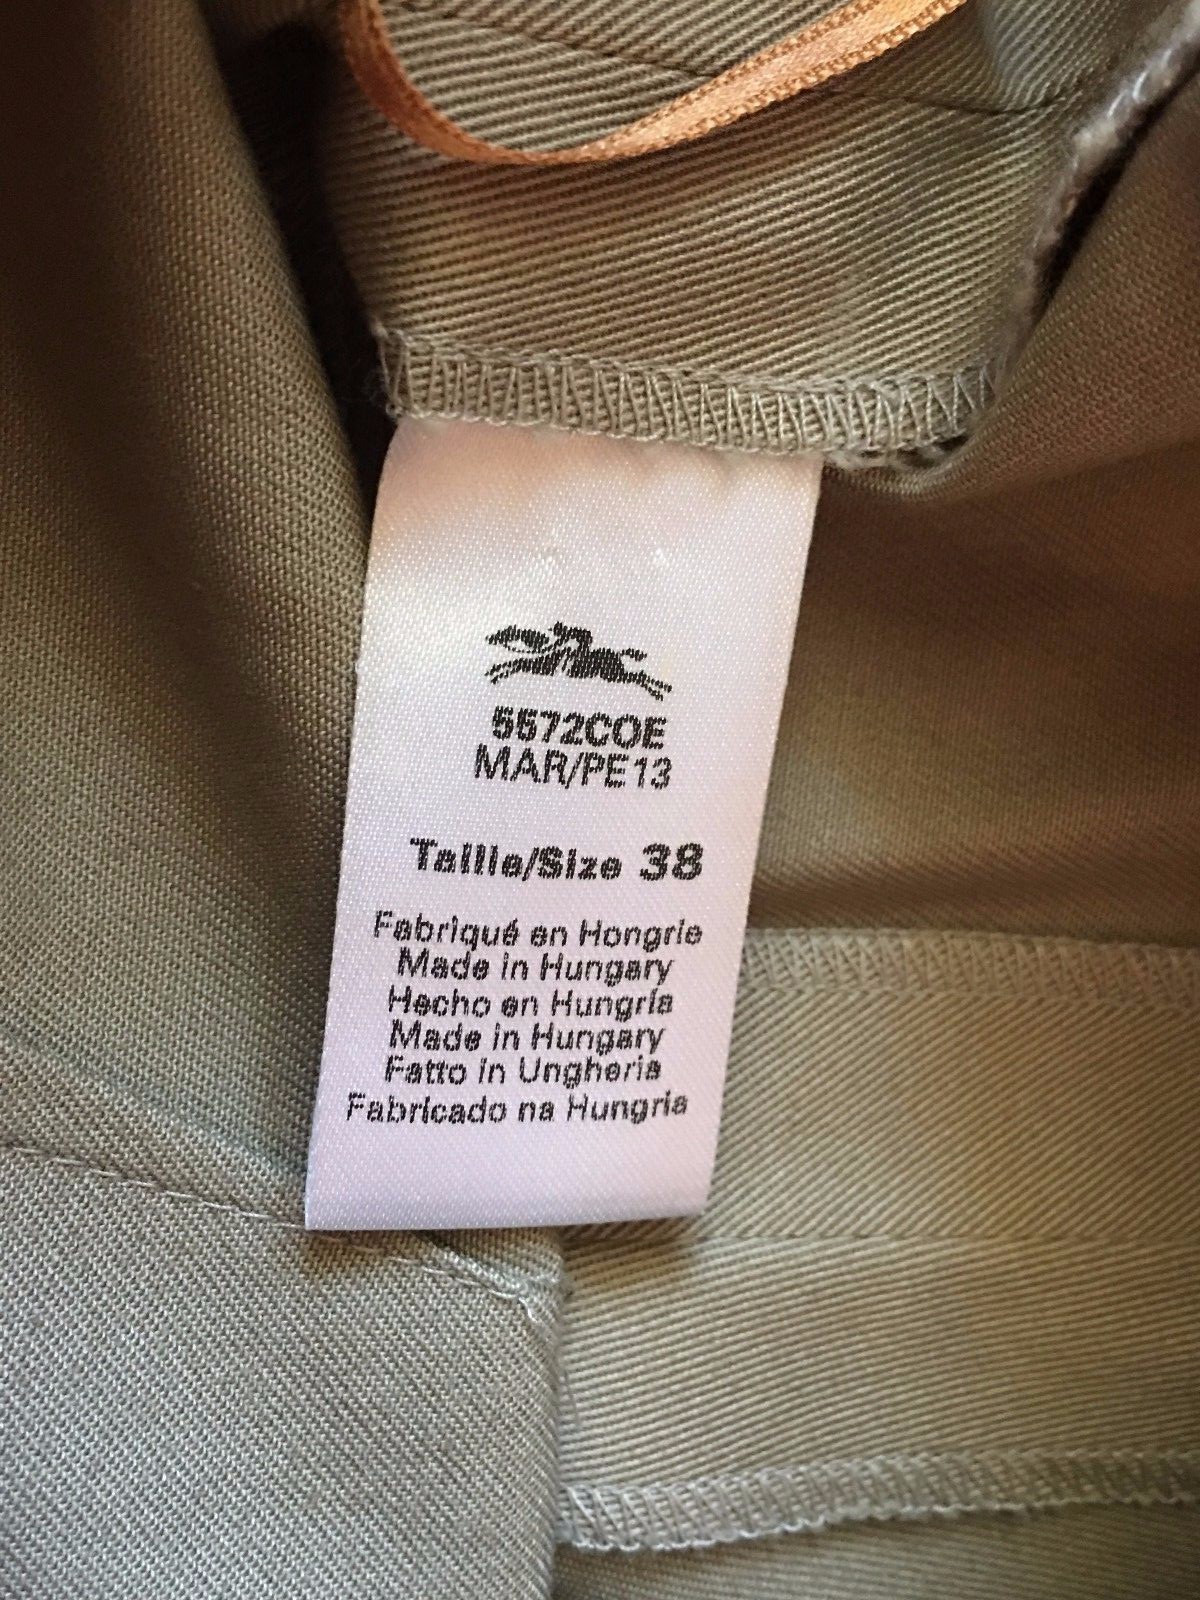 5572COE
MAR/PE13
Taille/Size 38
Fabriqué en Hongrie
Made in Hungary
Hecho en Hungría
Made in Hungary
Fatto in Ungheria
Fabricado na Hungria